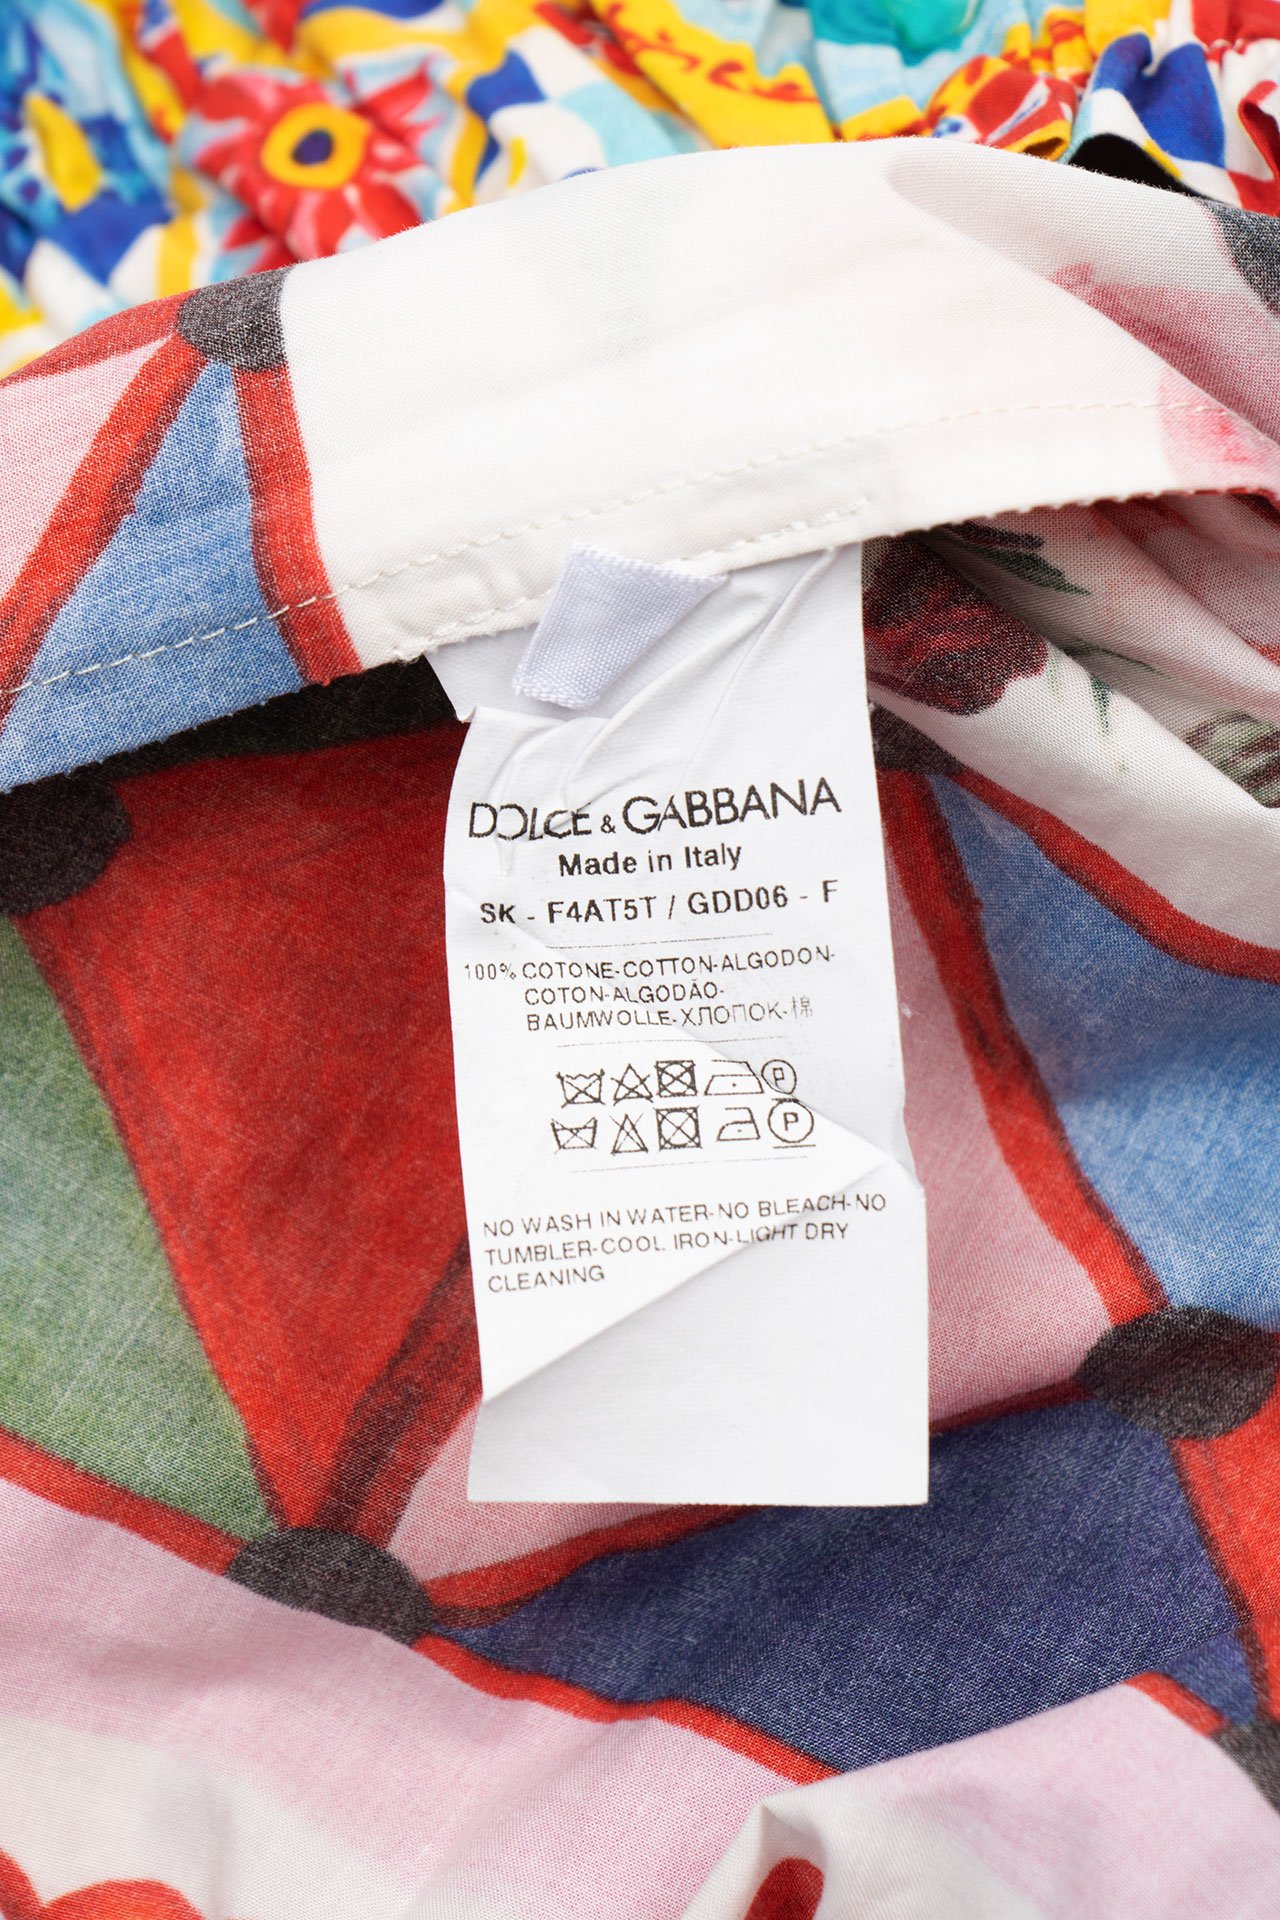 DOLCE & GABBANA
Made in Italy
SK - F4AT5T / GDD06 - F
100% COTONE-COTTON-ALGODON-
COTON-ALGODÃO-
BAUMWOLLE-ХЛОПОК-棉
P
P
NO WASH IN WATER-NO BLEACH-NO
TUMBLER-COOL IRON-LIGHT DRY
CLEANING